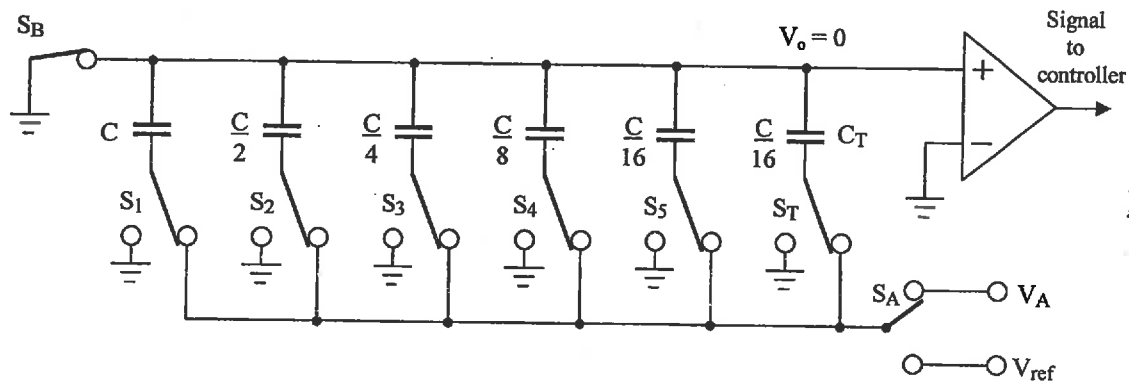 S_B
V_o = 0
Signal
to
controller
+
−
C
C/2
C/4
C/8
C/16
C/16
C_T
S_1
S_2
S_3
S_4
S_5
S_T
S_A
V_A
V_ref